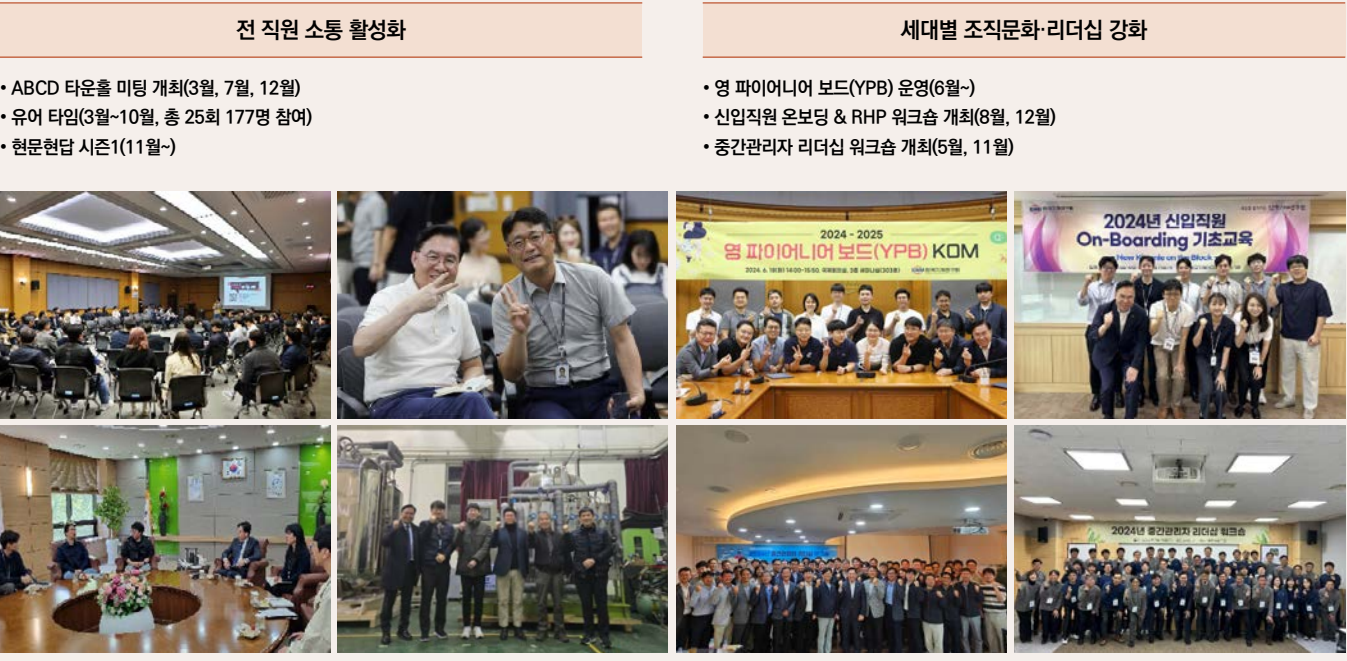 전 직원 소통 활성화
• ABCD 타운홀 미팅 개최(3월, 7월, 12월)
• 유어 타임(3월~10월, 총 25회 177명 참여)
• 현문현답 시즌1(11월~)
세대별 조직문화·리더십 강화
• 영 파이어니어 보드(YPB) 운영(6월~)
• 신입직원 온보딩 & RHP 워크숍 개최(8월, 12월)
• 중간관리자 리더십 워크숍 개최(5월, 11월)
2024 - 2025
영 파이어니어 보드(YPB) KOM
2024년 신입직원
On-Boarding 기초교육
2024년 중간관리자 리더십 워크숍